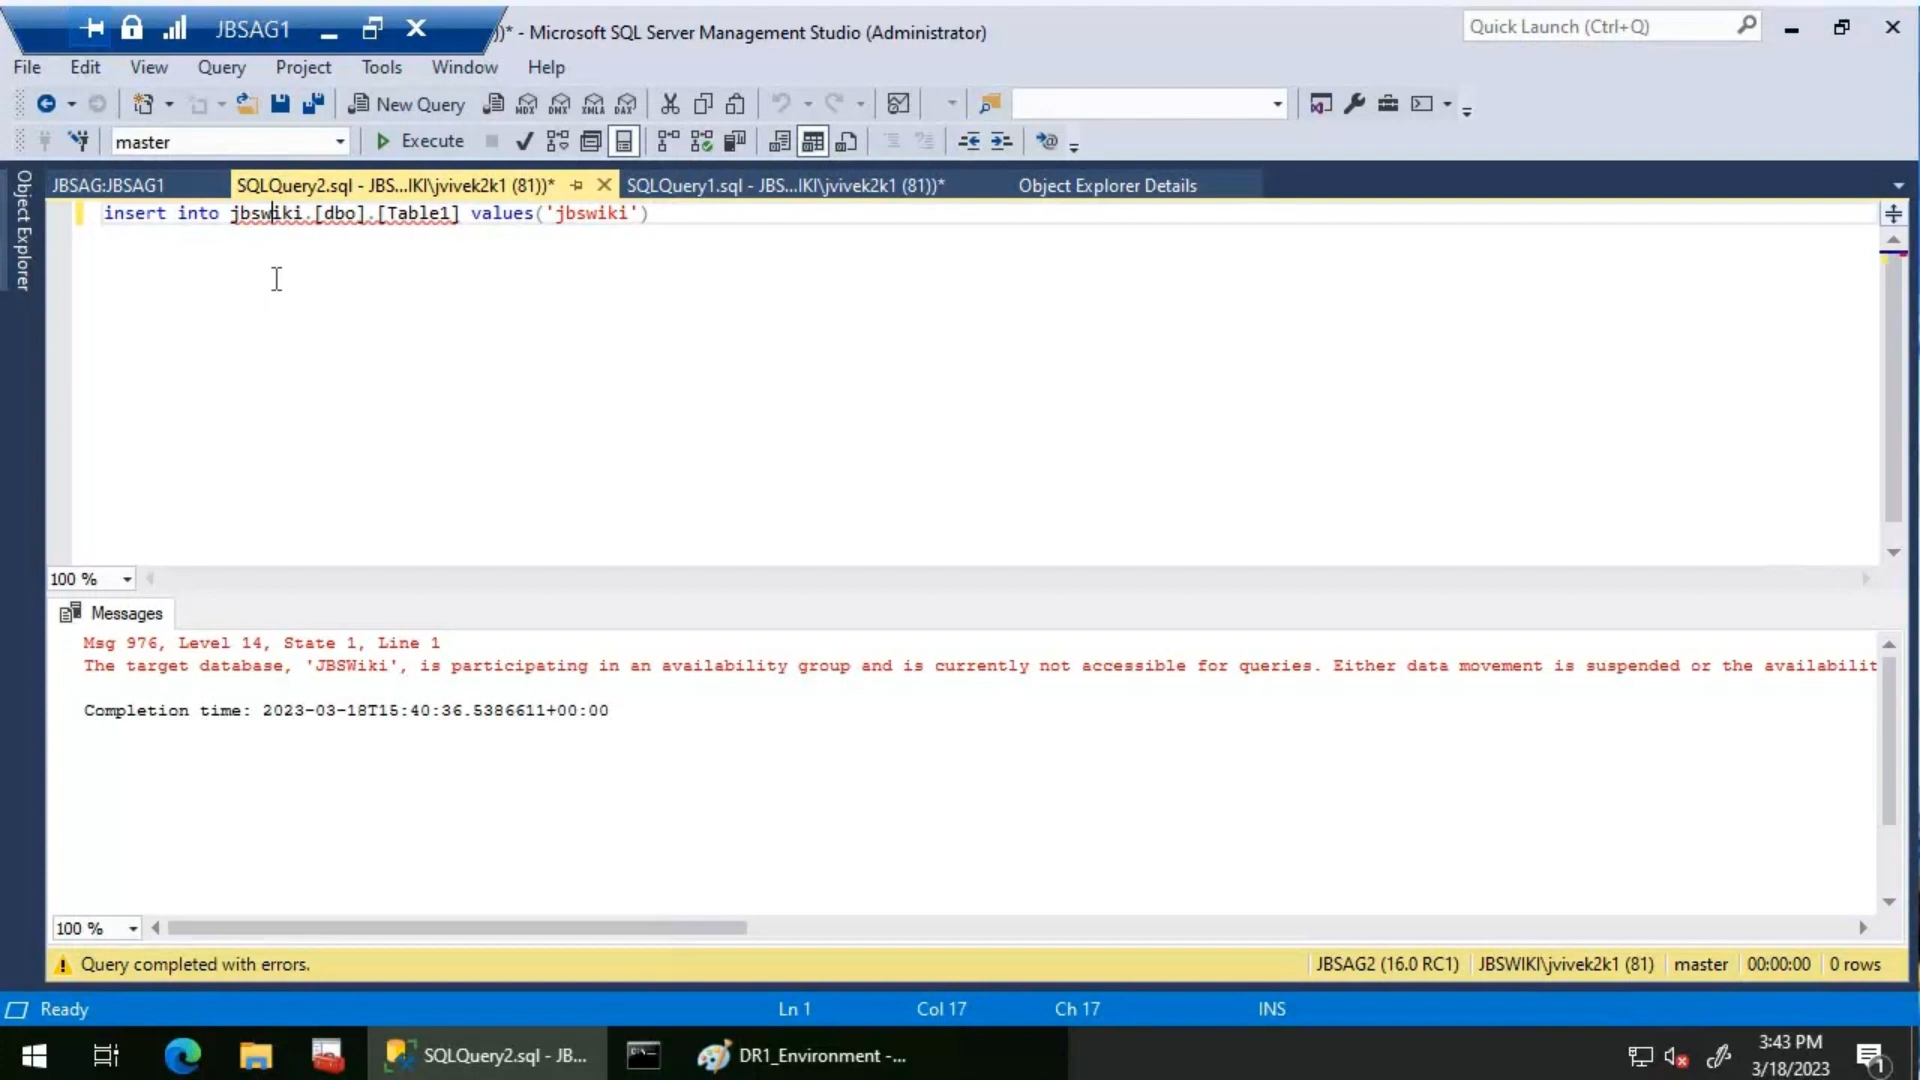 JBSAG1
))* - Microsoft SQL Server Management Studio (Administrator)
Quick Launch (Ctrl+Q)
File Edit View Query Project Tools Window Help
New Query MDX DMX XMLA DAX
master Execute
Object Explorer
JBSAG:JBSAG1 SQLQuery2.sql - JBS...IKI\jvivek2k1 (81))* SQLQuery1.sql - JBS...IKI\jvivek2k1 (81))* Object Explorer Details
insert into jbswiki.[dbo].[Table1] values('jbswiki')
100 %
Messages
Msg 976, Level 14, State 1, Line 1
The target database, 'JBSWiki', is participating in an availability group and is currently not accessible for queries. Either data movement is suspended or the availabilit
Completion time: 2023-03-18T15:40:36.5386611+00:00
100 %
Query completed with errors. JBSAG2 (16.0 RC1) JBSWIKI\jvivek2k1 (81) master 00:00:00 0 rows
Ready Ln 1 Col 17 Ch 17 INS
SQLQuery2.sql - JB... DR1_Environment -...
3:43 PM
3/18/2023
1